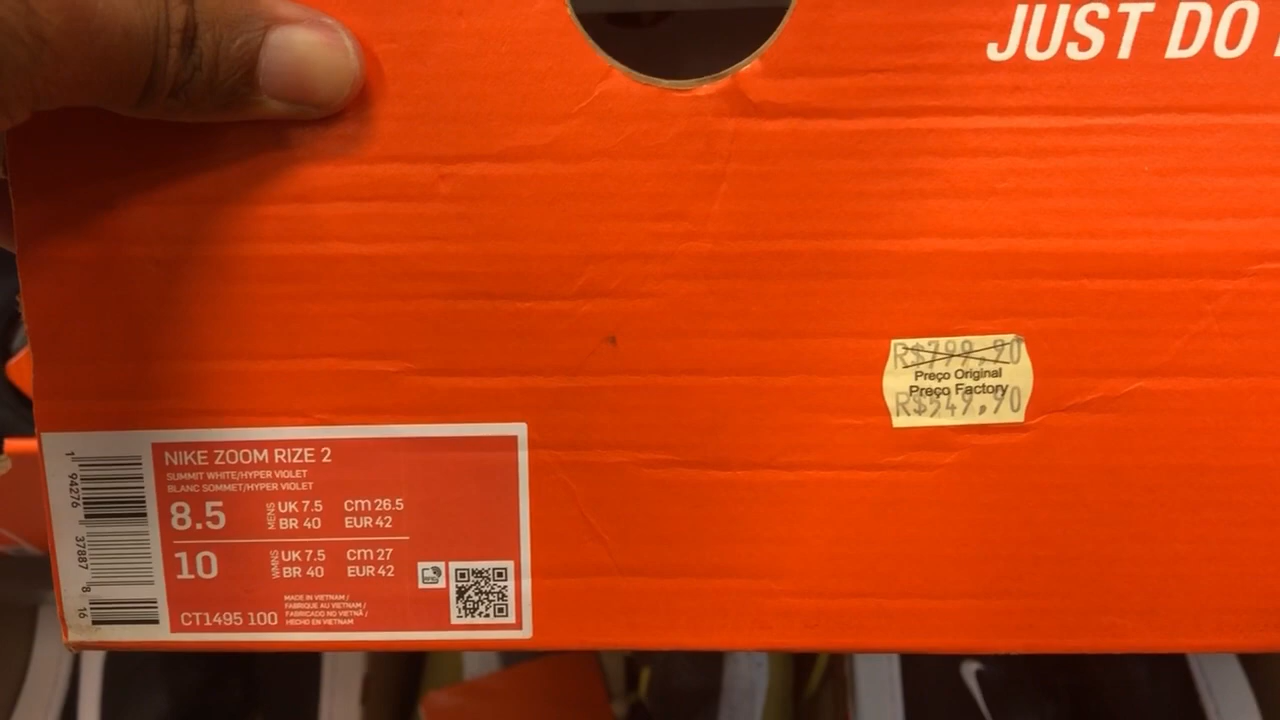 JUST DO
R$799,90
Preço Original
Preço Factory
R$549,90
NIKE ZOOM RIZE 2
SUMMIT WHITE/HYPER VIOLET
BLANC SOMMET/HYPER VIOLET
8.5 MENS UK 7.5 CM 26.5
BR 40 EUR 42
10 WMNS UK 7.5 CM 27
BR 40 EUR 42
MADE IN VIETNAM /
FABRIQUE AU VIETNAM /
FABRICADO NO VIETNÃ /
HECHO EN VIETNAM
CT1495 100
1 94276 37887 8 16